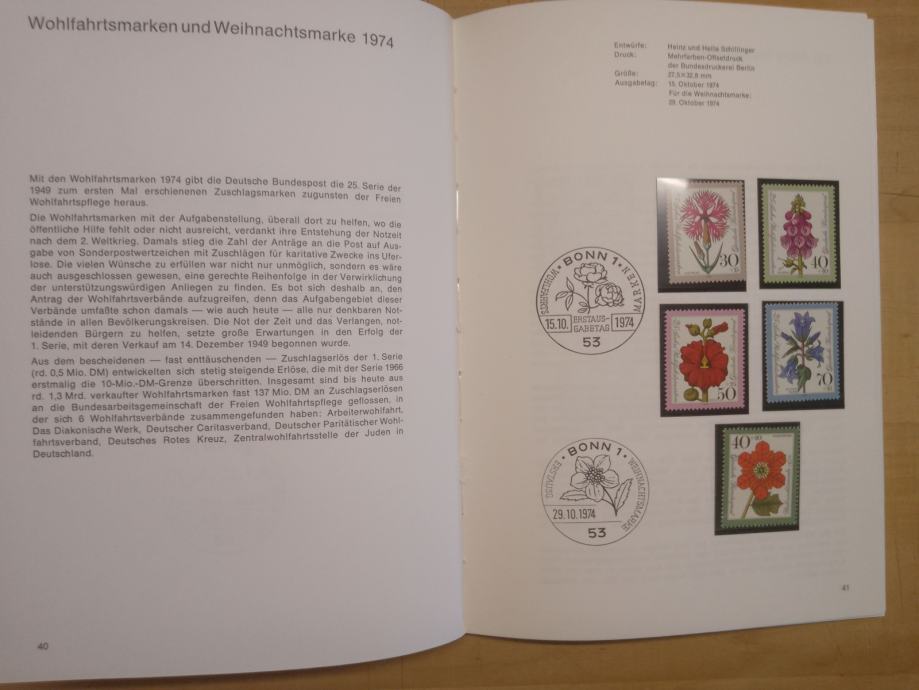 Wohlfahrtsmarken und Weihnachtsmarke 1974
Mit den Wohlfahrtsmarken 1974 gibt die Deutsche Bundespost die 25. Serie der
1949 zum ersten Mal erschienenen Zuschlagsmarken zugunsten der Freien
Wohlfahrtspflege heraus.
Die Wohlfahrtsmarken mit der Aufgabenstellung, überall dort zu helfen, wo die
öffentliche Hilfe fehlt oder nicht ausreicht, verdankt ihre Entstehung der Notzeit
nach dem 2. Weltkrieg. Damals stieg die Zahl der Anträge an die Post auf Aus-
gabe von Sonderpostwertzeichen mit Zuschlägen für karitative Zwecke ins Ufer-
lose. Die vielen Wünsche zu erfüllen war nicht nur unmöglich, sondern es wäre
auch ausgeschlossen gewesen, eine gerechte Reihenfolge in der Verwirklichung
der unterstützungswürdigen Anliegen zu finden. Es bot sich deshalb an, den
Antrag der Wohlfahrtsverbände aufzugreifen, denn das Aufgabengebiet dieser
Verbände umfaßte schon damals — wie auch heute — alle nur denkbaren Not-
stände in allen Bevölkerungskreisen. Die Not der Zeit und das Verlangen, not-
leidenden Bürgern zu helfen, setzte große Erwartungen in den Erfolg der
1. Serie, mit deren Verkauf am 14. Dezember 1949 begonnen wurde.
Aus dem bescheidenen — fast enttäuschenden — Zuschlagserlös der 1. Serie
(rd. 0,5 Mio. DM) entwickelten sich stetig steigende Erlöse, die mit der Serie 1966
erstmalig die 10-Mio.-DM-Grenze überschritten. Insgesamt sind bis heute aus
rd. 1,3 Mrd. verkaufter Wohlfahrtsmarken fast 137 Mio. DM an Zuschlagserlösen
an die Bundesarbeitsgemeinschaft der Freien Wohlfahrtspflege geflossen, in
der sich 6 Wohlfahrtsverbände zusammengefunden haben: Arbeiterwohlfahrt,
Das Diakonische Werk, Deutscher Caritasverband, Deutscher Paritätischer Wohl-
fahrtsverband, Deutsches Rotes Kreuz, Zentralwohlfahrtsstelle der Juden in
Deutschland.
40
Entwürfe: Heinz und Hella Schillinger
Druck: Mehrfarben-Offsetdruck
der Bundesdruckerei Berlin
Größe: 27,5×32,8 mm
Ausgabetag: 15. Oktober 1974
Für die Weihnachtsmarke:
29. Oktober 1974
30
40
BONN 1
WOHLFAHRTS MARKEN
15.10. ERSTAUS- 1974
GABETAG
53
50
70
40
BONN 1
ERSTAUSG. WEIHNACHTSMARKE
29.10.1974
53
41